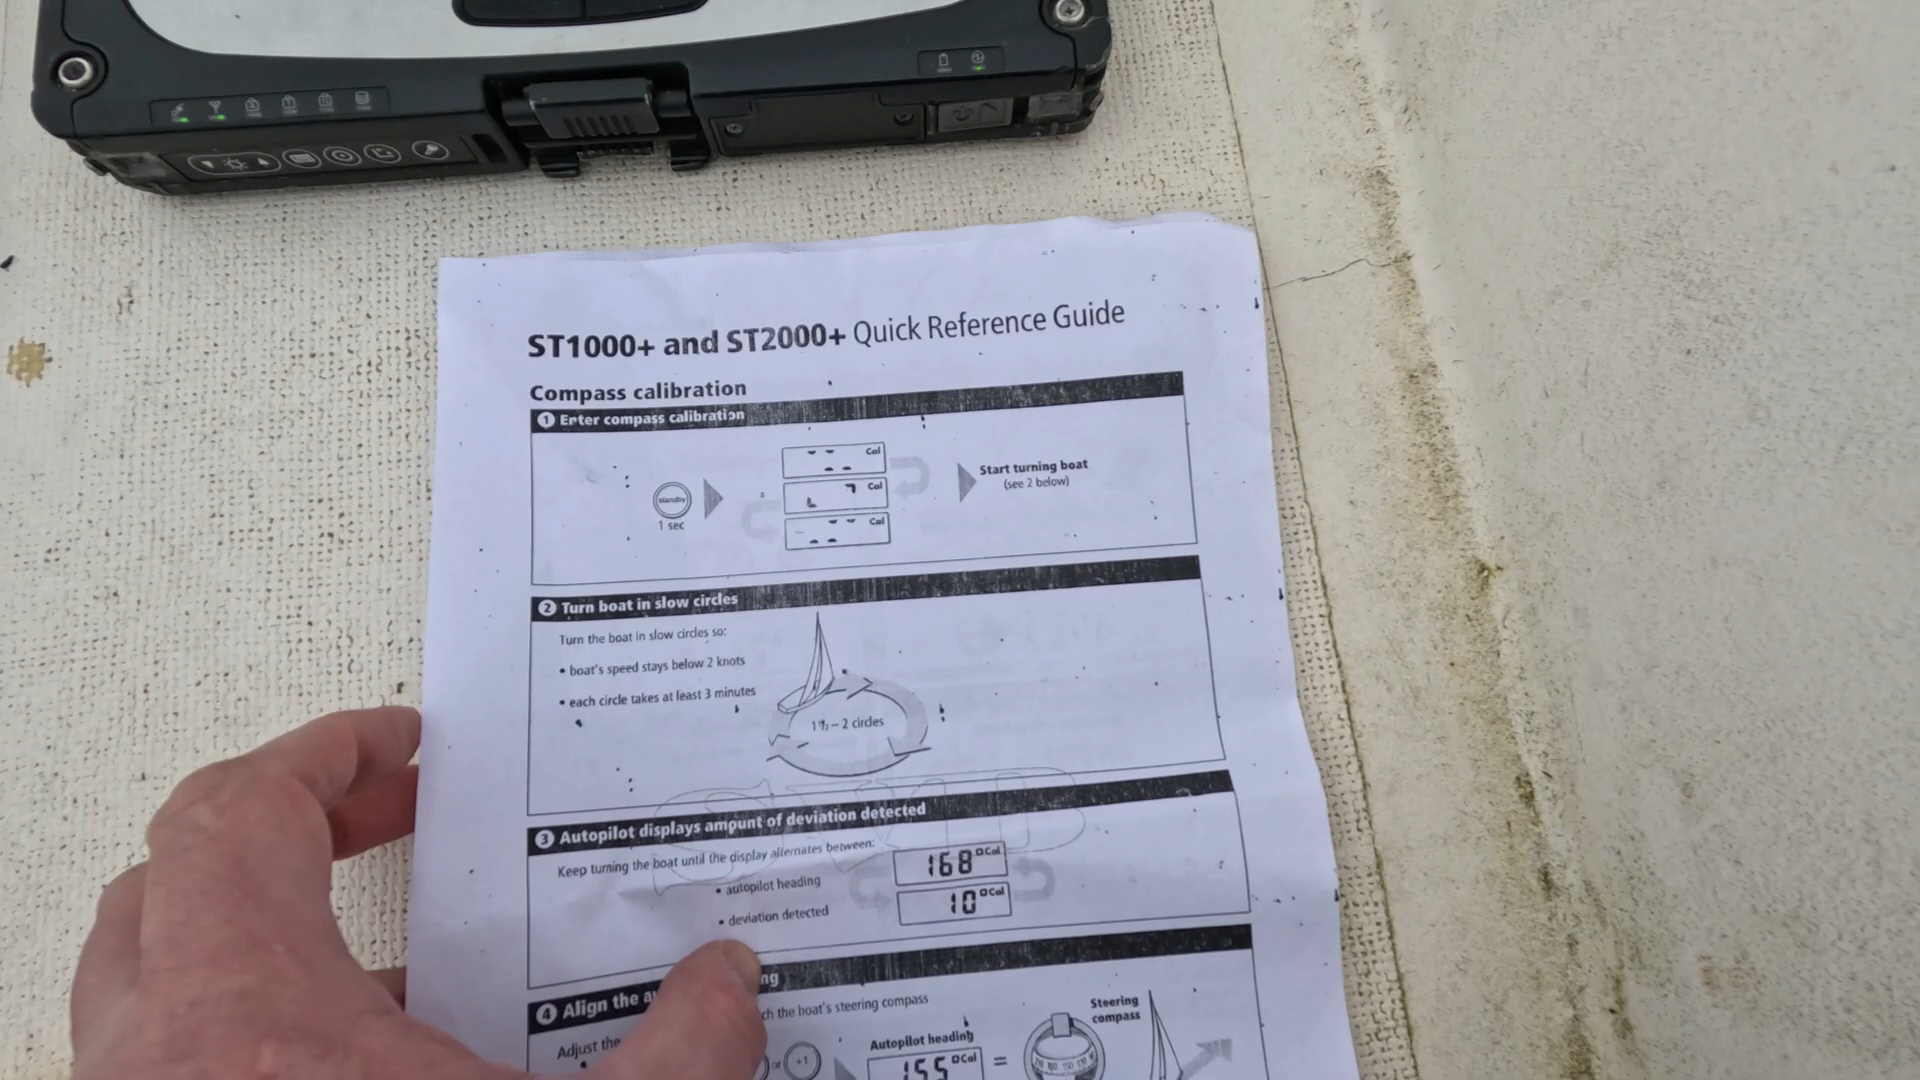 ST1000+ and ST2000+ Quick Reference Guide
Compass calibration
1 Enter compass calibration
Cal
standby
Cal
Start turning boat
(see 2 below)
1 sec
Cal
2 Turn boat in slow circles
Turn the boat in slow circles so:
• boat's speed stays below 2 knots
• each circle takes at least 3 minutes
– 2 circles
3 Autopilot displays amount of deviation detected
Keep turning the boat until the display alternates between:
• autopilot heading
168 Cal
• deviation detected
10 Cal
4 Align the
Adjust the
the boat's steering compass
or +1
Autopilot heading
155 Cal
=
Steering
compass